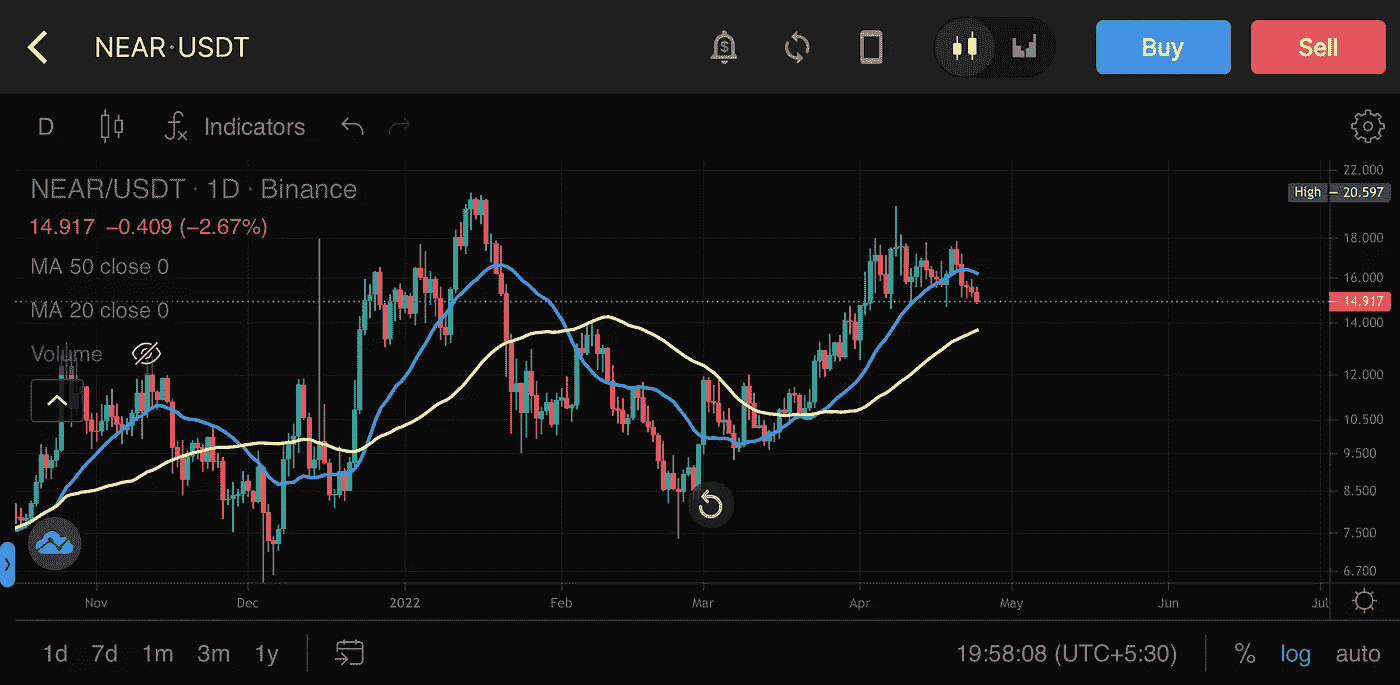 NEAR·USDT
$
Buy
Sell
D
fx Indicators
NEAR/USDT · 1D · Binance
14.917 −0.409 (−2.67%)
MA 50 close 0
MA 20 close 0
Volume
22.000
High 20.597
18.000
16.000
14.917
14.000
12.000
10.500
9.500
8.500
7.500
6.700
Nov Dec 2022 Feb Mar Apr May Jun Jul
1d 7d 1m 3m 1y 19:58:08 (UTC+5:30) % log auto